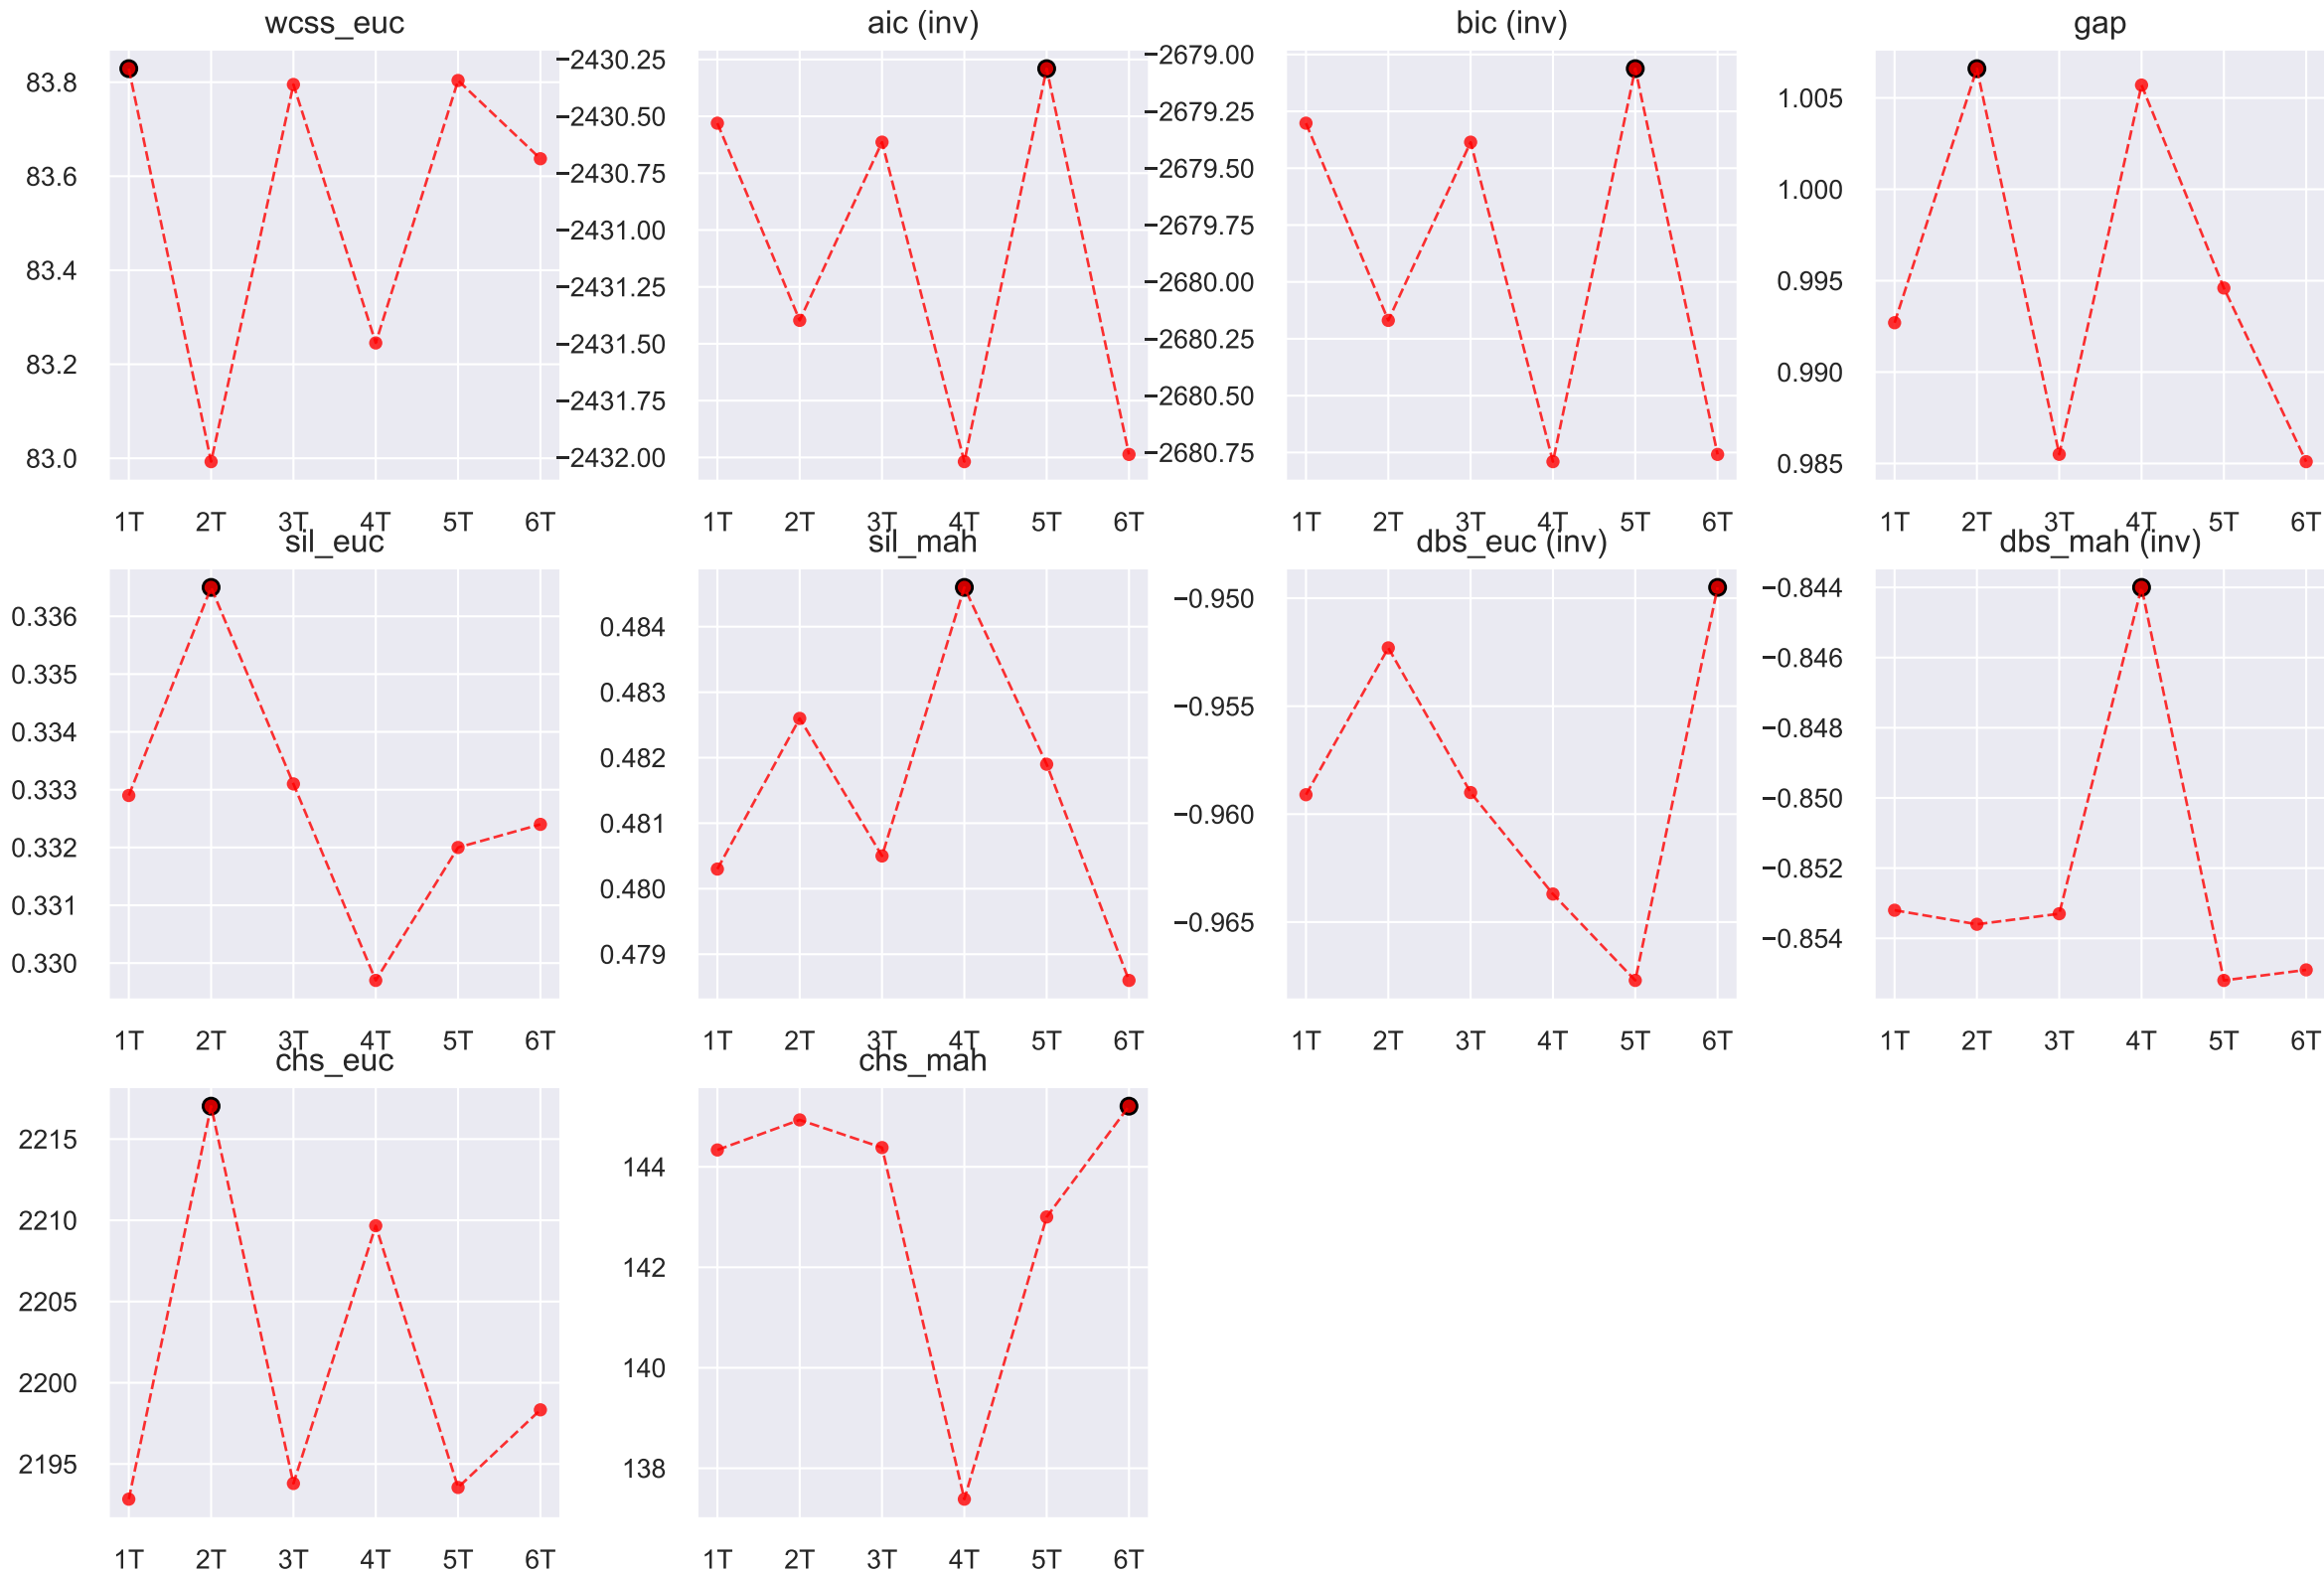 wcss_euc
83.8
83.6
83.4
83.2
83.0
1T 2T 3T 4T 5T 6T
aic (inv)
−2430.25
−2430.50
−2430.75
−2431.00
−2431.25
−2431.50
−2431.75
−2432.00
1T 2T 3T 4T 5T 6T
bic (inv)
−2679.00
−2679.25
−2679.50
−2679.75
−2680.00
−2680.25
−2680.50
−2680.75
1T 2T 3T 4T 5T 6T
gap
1.005
1.000
0.995
0.990
0.985
1T 2T 3T 4T 5T 6T
sil_euc
0.336
0.335
0.334
0.333
0.332
0.331
0.330
1T 2T 3T 4T 5T 6T
sil_mah
0.484
0.483
0.482
0.481
0.480
0.479
1T 2T 3T 4T 5T 6T
dbs_euc (inv)
−0.950
−0.955
−0.960
−0.965
1T 2T 3T 4T 5T 6T
dbs_mah (inv)
−0.844
−0.846
−0.848
−0.850
−0.852
−0.854
1T 2T 3T 4T 5T 6T
chs_euc
2215
2210
2205
2200
2195
1T 2T 3T 4T 5T 6T
chs_mah
144
142
140
138
1T 2T 3T 4T 5T 6T